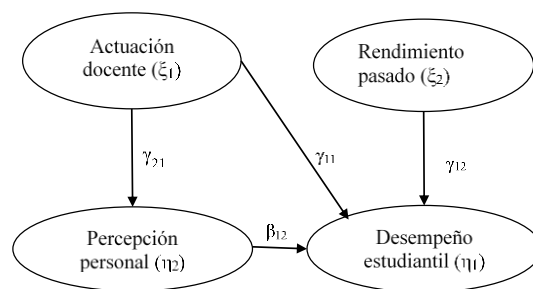 Actuación
docente (ξ₁)
Rendimiento
pasado (ξ₂)
γ₂₁
γ₁₁
γ₁₂
β₁₂
Percepción
personal (η₂)
Desempeño
estudiantil (η₁)